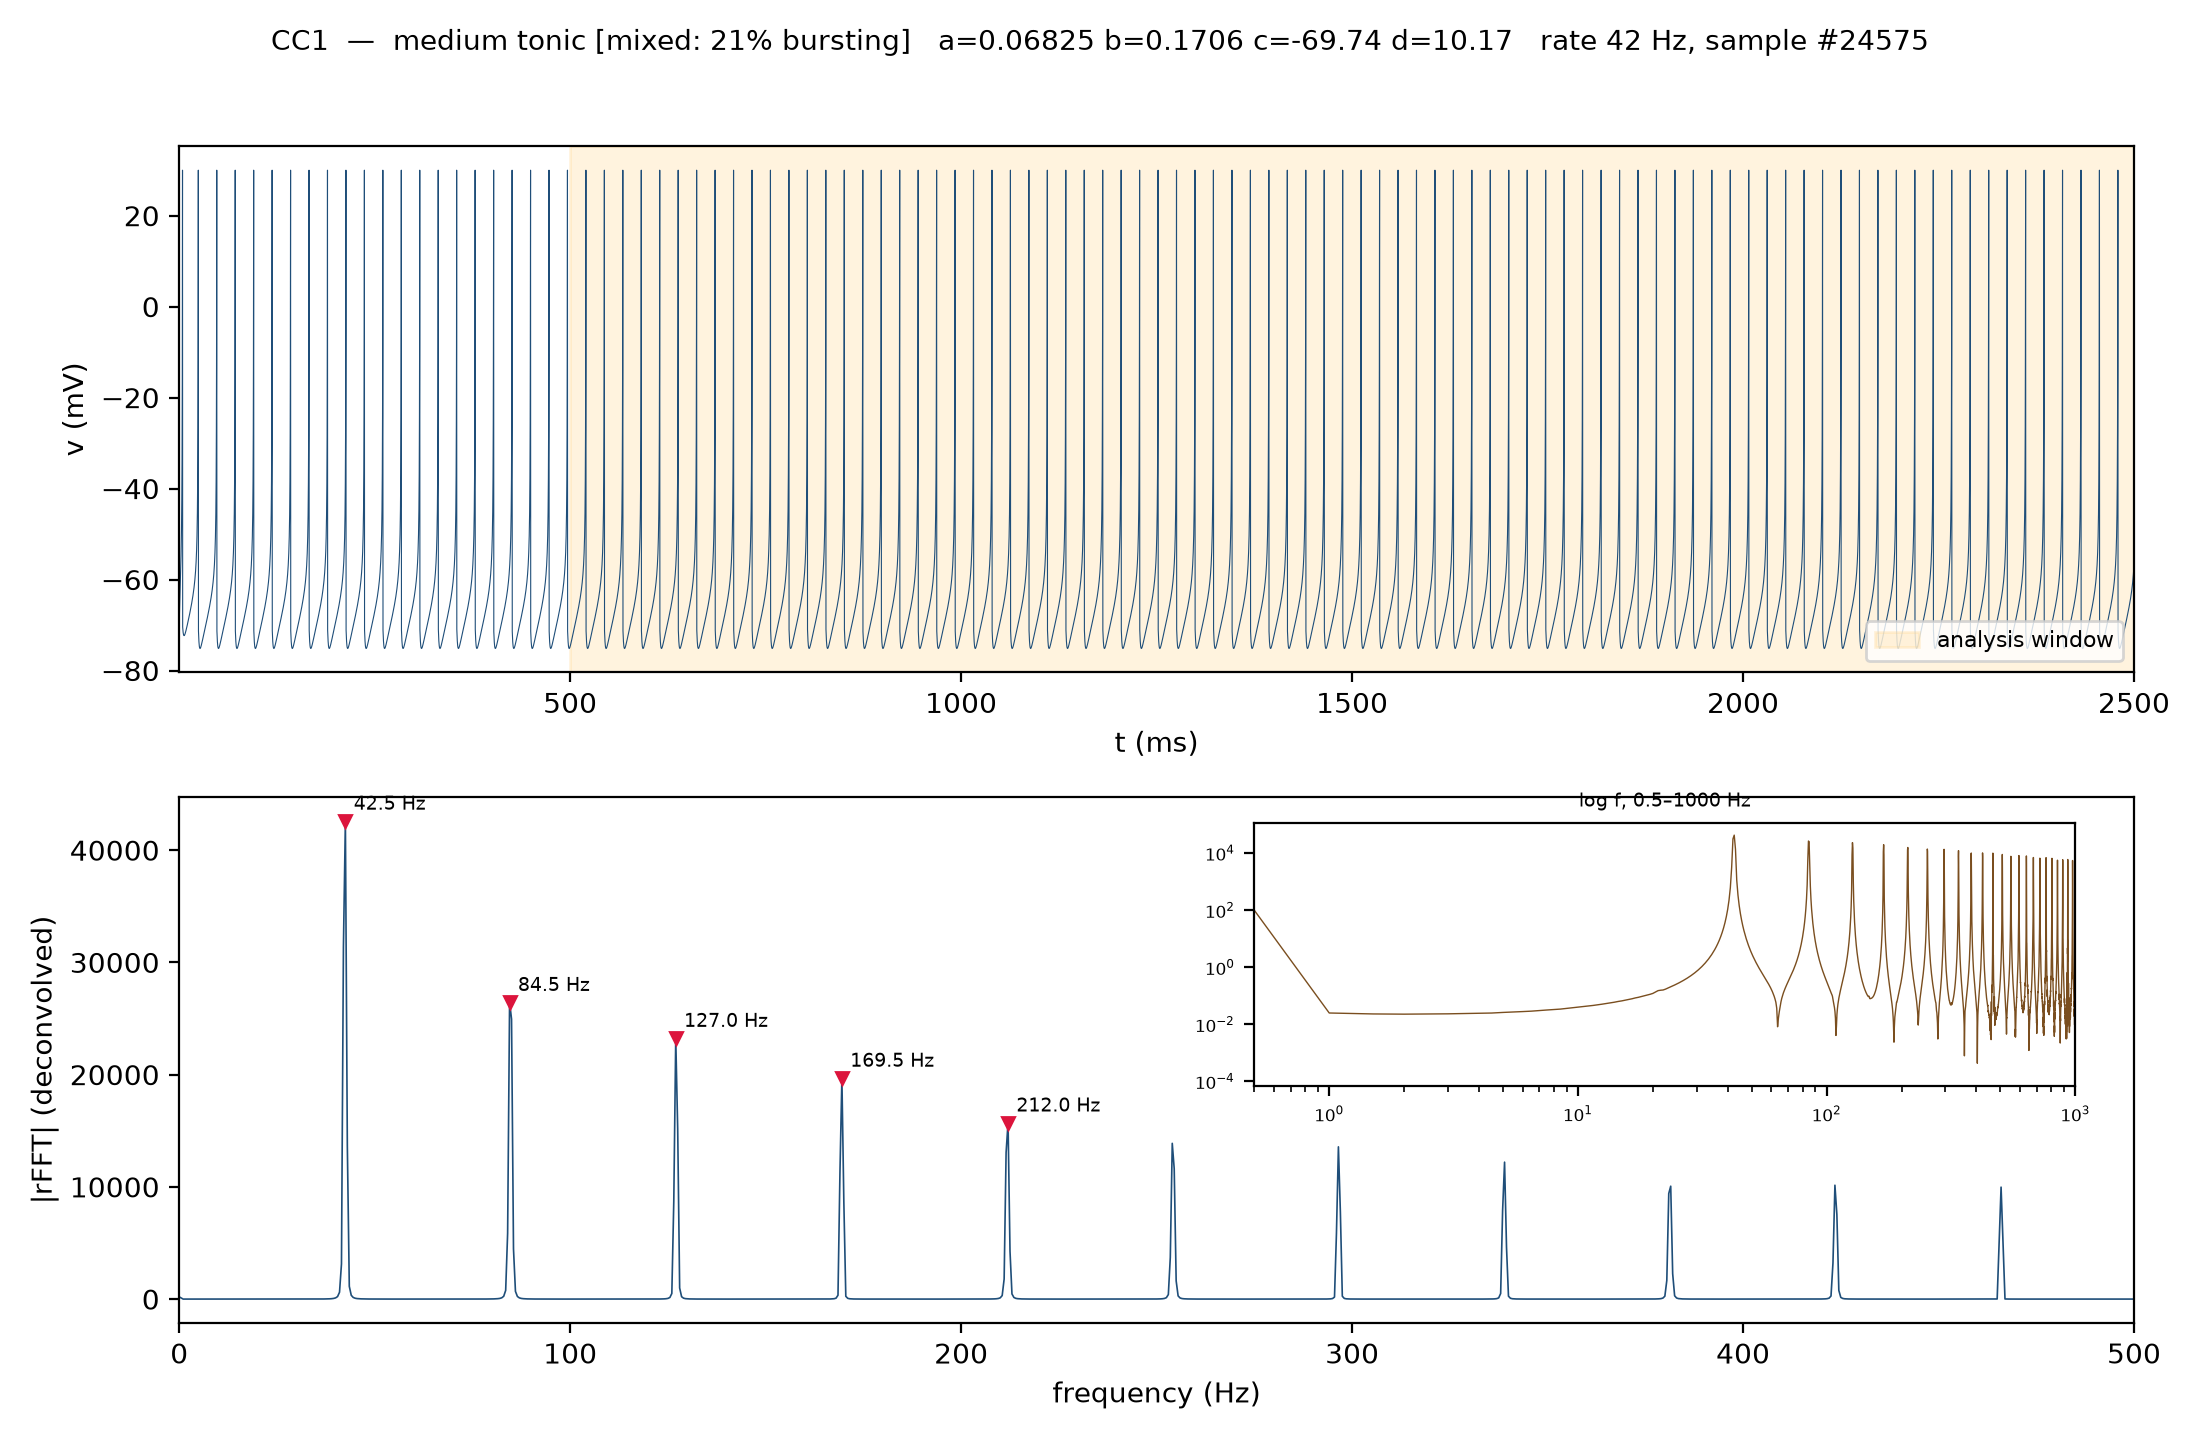 CC1 — medium tonic [mixed: 21% bursting] a=0.06825 b=0.1706 c=-69.74 d=10.17 rate 42 Hz, sample #24575
20
0
−20
−40
−60
−80
v (mV)
analysis window
500
1000
1500
2000
2500
t (ms)
42.5 Hz
84.5 Hz
127.0 Hz
169.5 Hz
212.0 Hz
log f, 0.5–1000 Hz
10⁴
10²
10⁰
10⁻²
10⁻⁴
10⁰
10¹
10²
10³
40000
30000
20000
10000
0
|rFFT| (deconvolved)
0
100
200
300
400
500
frequency (Hz)